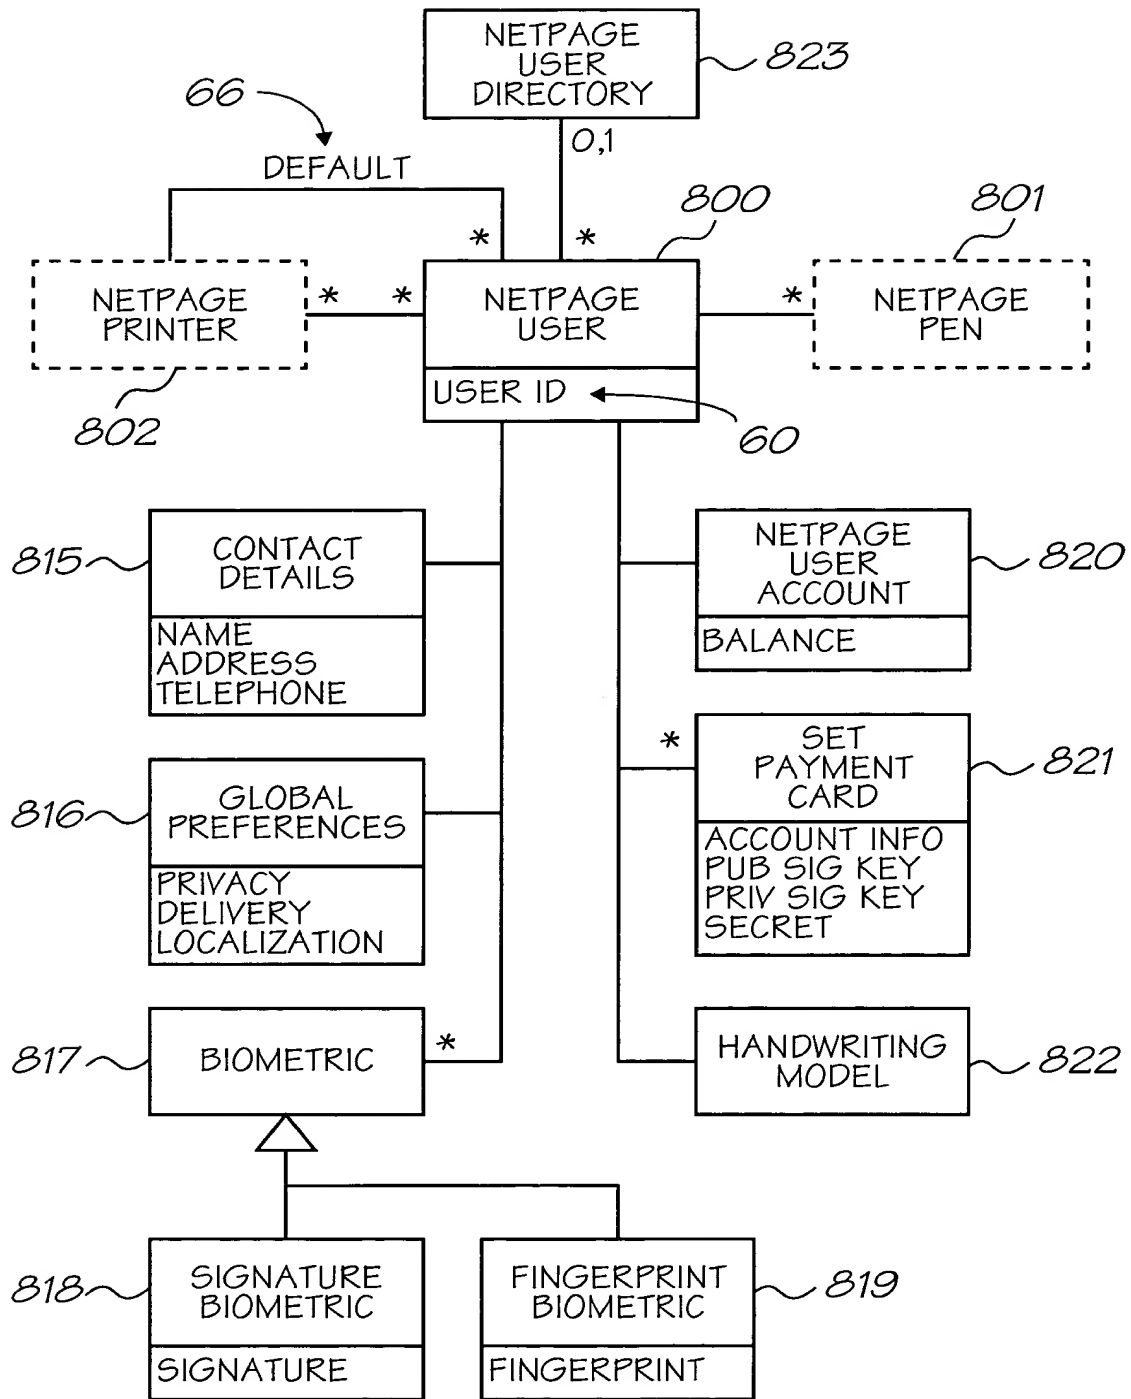 NETPAGE
USER
DIRECTORY
823
66
0,1
DEFAULT
800
801
*
*
NETPAGE
PRINTER
*
*
NETPAGE
USER
*
NETPAGE
PEN
USER ID
802
60
815
CONTACT
DETAILS
NAME
ADDRESS
TELEPHONE
NETPAGE
USER
ACCOUNT
820
BALANCE
816
GLOBAL
PREFERENCES
PRIVACY
DELIVERY
LOCALIZATION
*
SET
PAYMENT
CARD
821
ACCOUNT INFO
PUB SIG KEY
PRIV SIG KEY
SECRET
817
BIOMETRIC
*
HANDWRITING
MODEL
822
818
SIGNATURE
BIOMETRIC
SIGNATURE
FINGERPRINT
BIOMETRIC
819
FINGERPRINT